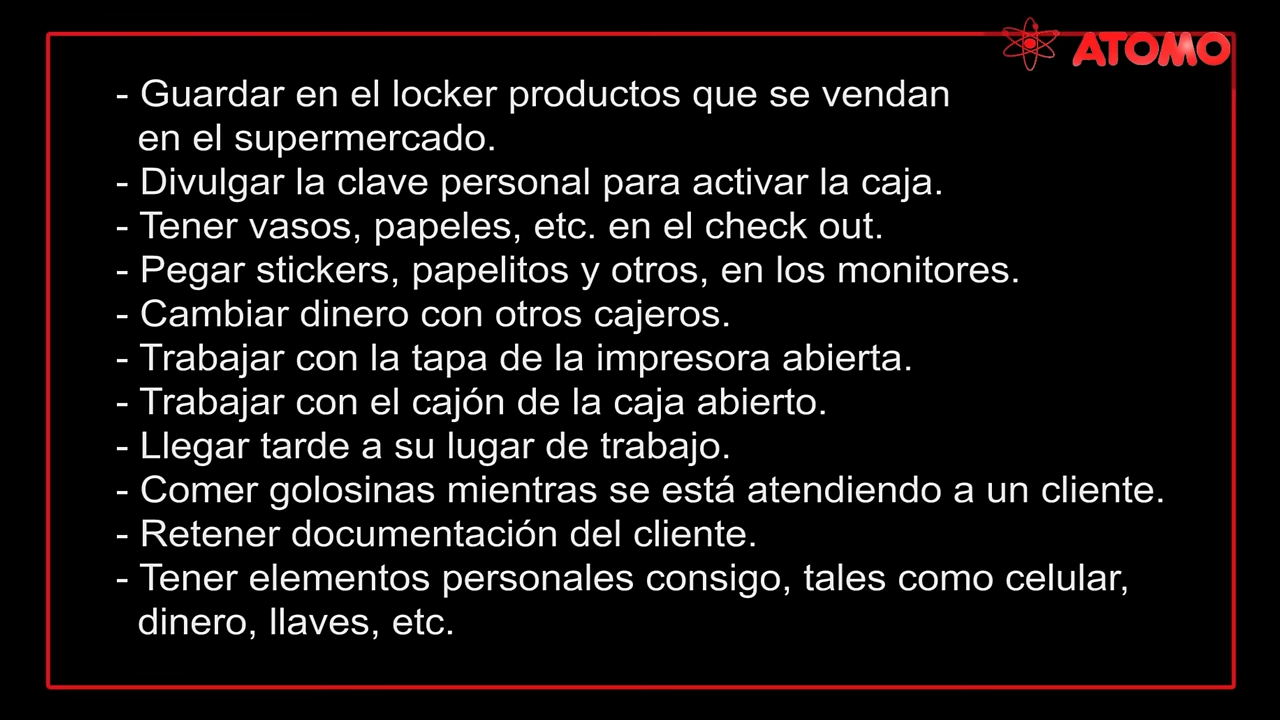 ATOMO
- Guardar en el locker productos que se vendan
en el supermercado.
- Divulgar la clave personal para activar la caja.
- Tener vasos, papeles, etc. en el check out.
- Pegar stickers, papelitos y otros, en los monitores.
- Cambiar dinero con otros cajeros.
- Trabajar con la tapa de la impresora abierta.
- Trabajar con el cajón de la caja abierto.
- Llegar tarde a su lugar de trabajo.
- Comer golosinas mientras se está atendiendo a un cliente.
- Retener documentación del cliente.
- Tener elementos personales consigo, tales como celular,
dinero, llaves, etc.